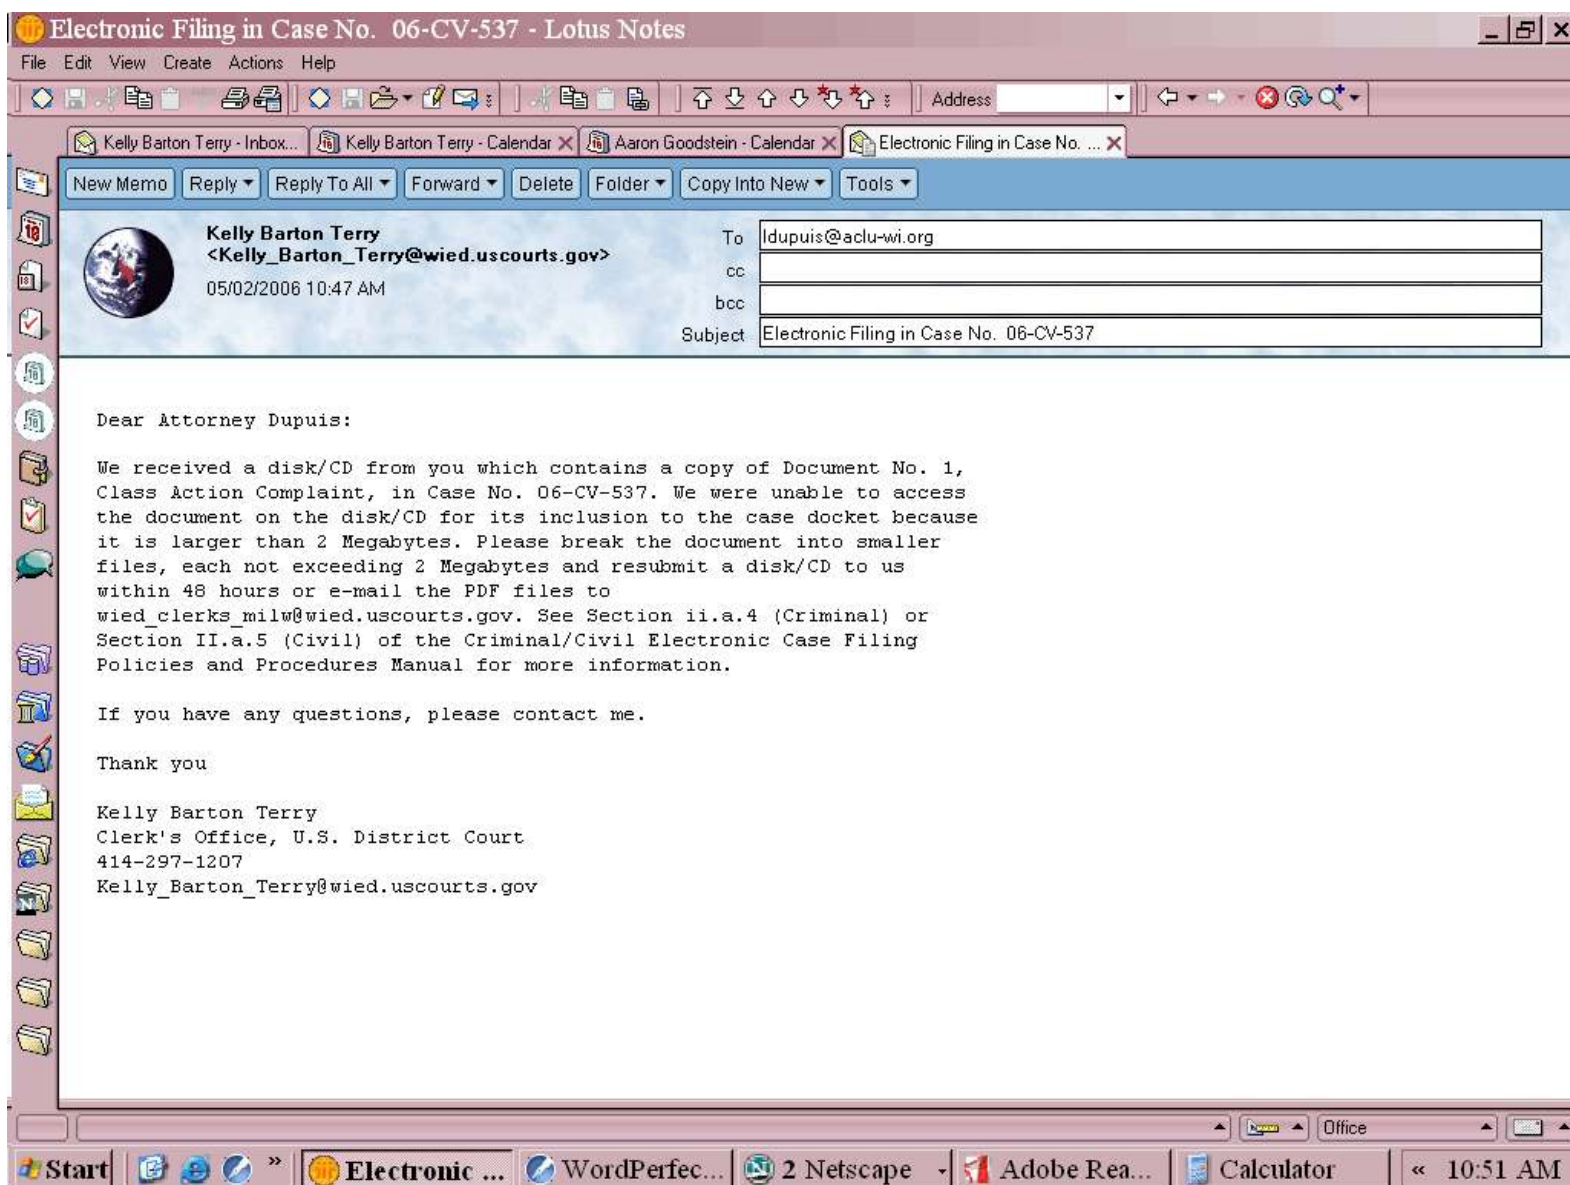 Electronic Filing in Case No. 06-CV-537 - Lotus Notes
File Edit View Create Actions Help
Address
Kelly Barton Terry - Inbox... Kelly Barton Terry - Calendar Aaron Goodstein - Calendar Electronic Filing in Case No. ...
New Memo Reply Reply To All Forward Delete Folder Copy Into New Tools
Kelly Barton Terry
<Kelly_Barton_Terry@wied.uscourts.gov>
05/02/2006 10:47 AM
To ldupuis@aclu-wi.org
cc
bcc
Subject Electronic Filing in Case No. 06-CV-537
Dear Attorney Dupuis:
We received a disk/CD from you which contains a copy of Document No. 1,
Class Action Complaint, in Case No. 06-CV-537. We were unable to access
the document on the disk/CD for its inclusion to the case docket because
it is larger than 2 Megabytes. Please break the document into smaller
files, each not exceeding 2 Megabytes and resubmit a disk/CD to us
within 48 hours or e-mail the PDF files to
wied_clerks_milw@wied.uscourts.gov. See Section ii.a.4 (Criminal) or
Section II.a.5 (Civil) of the Criminal/Civil Electronic Case Filing
Policies and Procedures Manual for more information.
If you have any questions, please contact me.
Thank you
Kelly Barton Terry
Clerk's Office, U.S. District Court
414-297-1207
Kelly_Barton_Terry@wied.uscourts.gov
Office
Start » Electronic ... WordPerfec... 2 Netscape Adobe Rea... Calculator « 10:51 AM